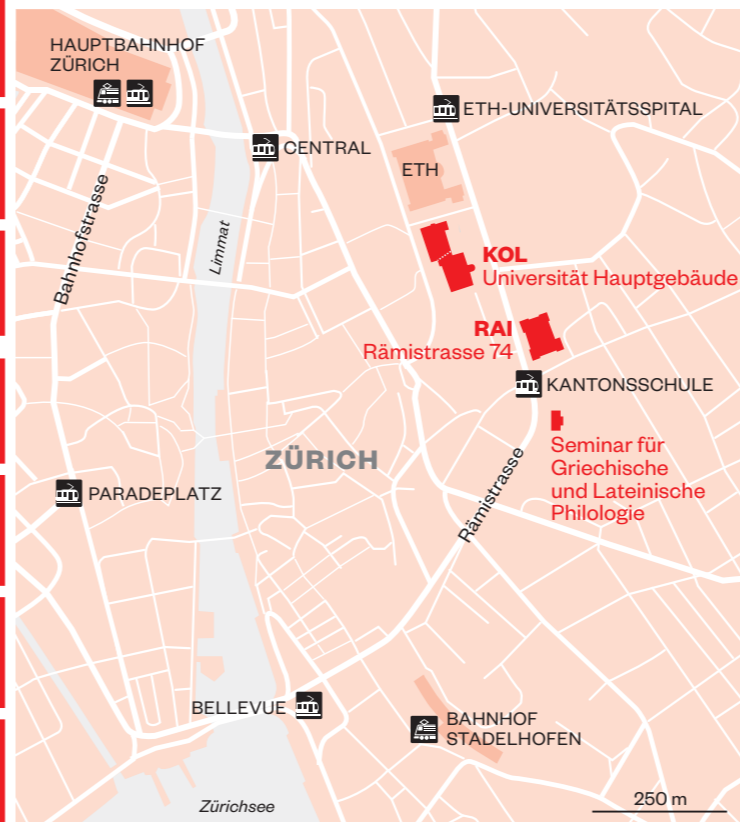 HAUPTBAHNHOF
ZÜRICH
ETH-UNIVERSITÄTSSPITAL
CENTRAL
ETH
Bahnhofstrasse
Limmat
KOL
Universität Hauptgebäude
RAI
Rämistrasse 74
KANTONSSCHULE
ZÜRICH
Seminar für
Griechische
und Lateinische
Philologie
Rämistrasse
PARADEPLATZ
BELLEVUE
BAHNHOF
STADELHOFEN
Zürichsee
250 m